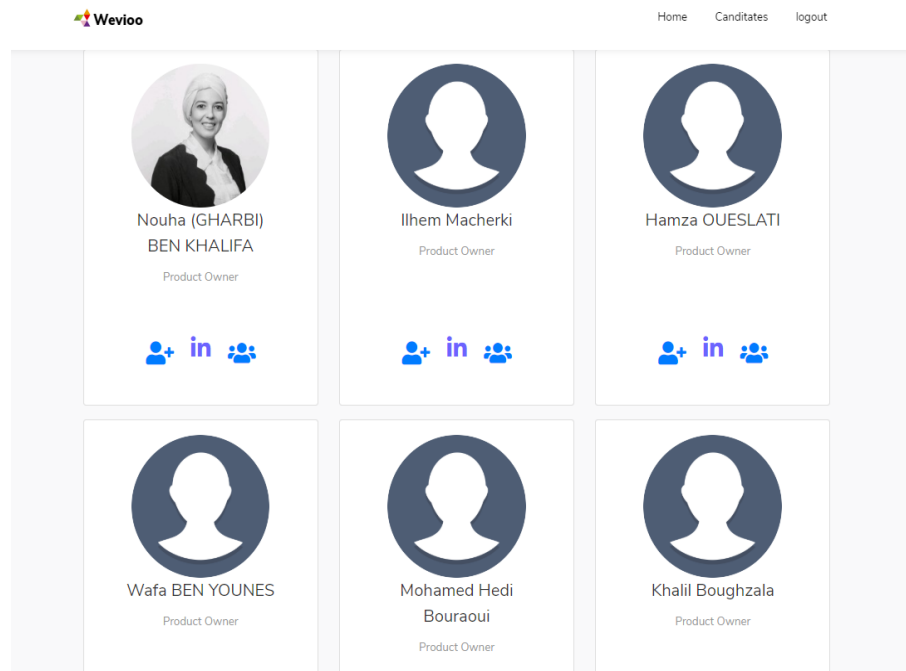 Wevioo
Home Canditates logout
Nouha (GHARBI)
BEN KHALIFA
Product Owner
Ilhem Macherki
Product Owner
Hamza OUESLATI
Product Owner
in
in
in
Wafa BEN YOUNES
Product Owner
Mohamed Hedi
Bouraoui
Product Owner
Khalil Boughzala
Product Owner